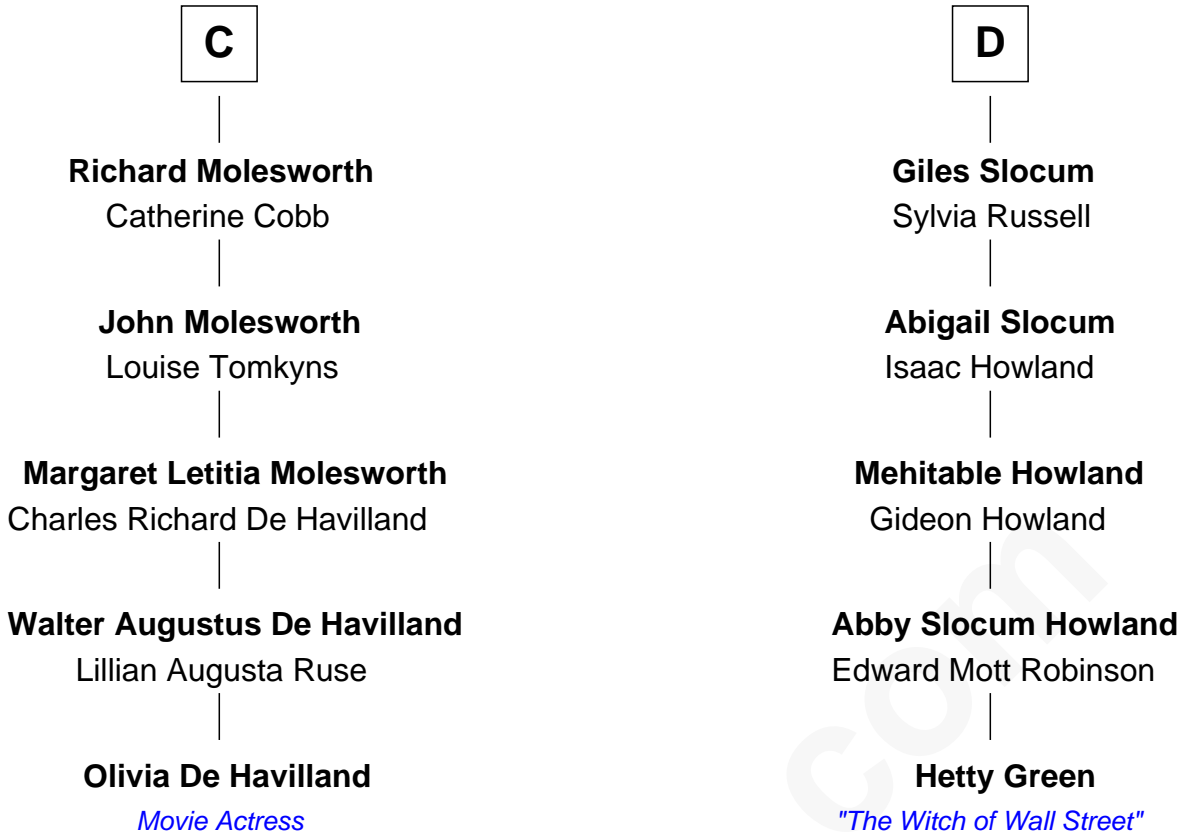 C
Richard Molesworth
Catherine Cobb
John Molesworth
Louise Tomkyns
Margaret Letitia Molesworth
Charles Richard De Havilland
Walter Augustus De Havilland
Lillian Augusta Ruse
Olivia De Havilland
Movie Actress
D
Giles Slocum
Sylvia Russell
Abigail Slocum
Isaac Howland
Mehitable Howland
Gideon Howland
Abby Slocum Howland
Edward Mott Robinson
Hetty Green
"The Witch of Wall Street"
com